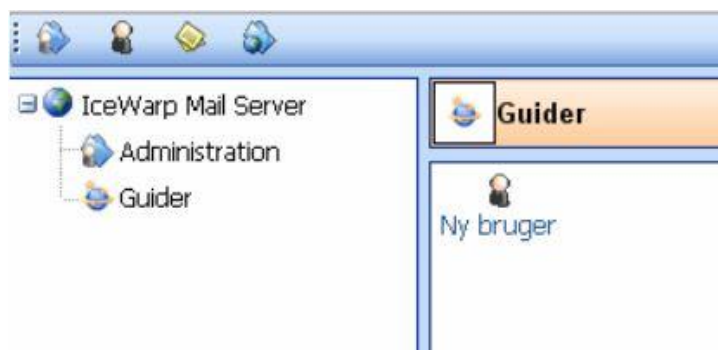 IceWarp Mail Server
Administration
Guider
Guider
Ny bruger